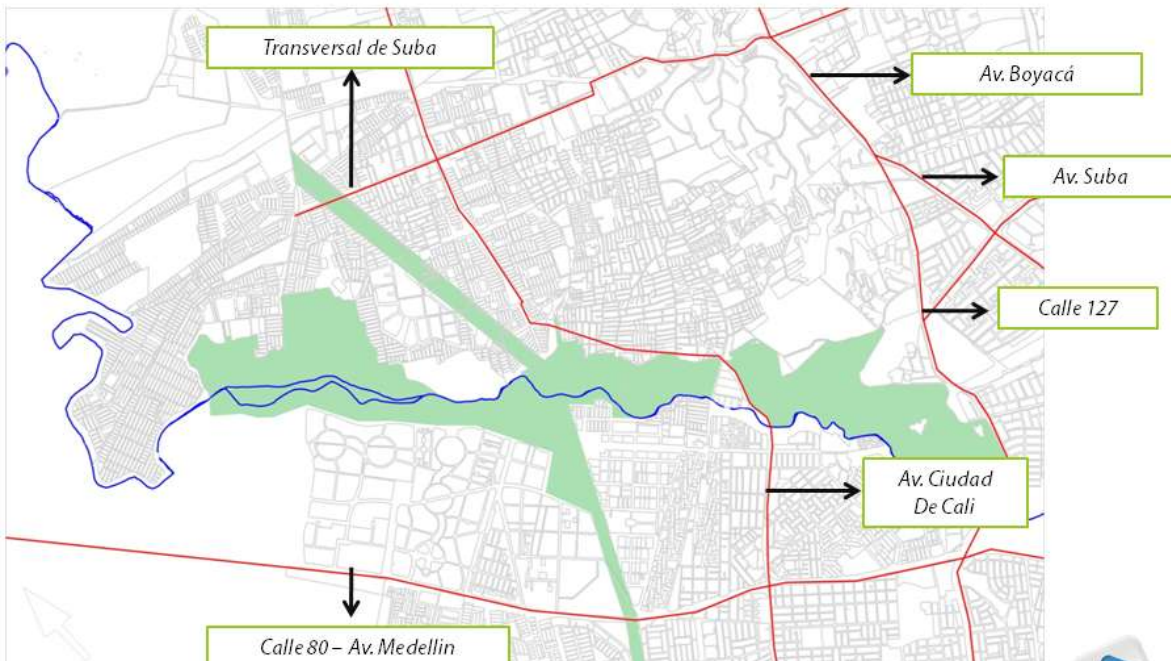 Transversal de Suba
Av. Boyacá
Av. Suba
Calle 127
Av. Ciudad
De Cali
Calle 80 – Av. Medellin